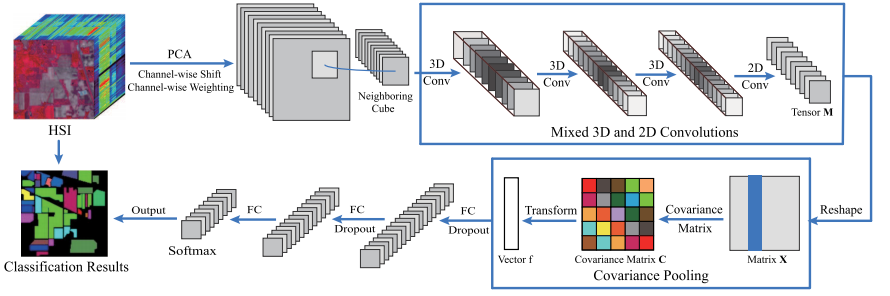 HSI
PCA
Channel-wise Shift
Channel-wise Weighting
Neighboring
Cube
3D
Conv
3D
Conv
3D
Conv
2D
Conv
Tensor M
Mixed 3D and 2D Convolutions
Reshape
Matrix X
Covariance
Matrix
Covariance Matrix C
Transform
Vector f
Covariance Pooling
FC
Dropout
FC
Dropout
FC
Softmax
Output
Classification Results